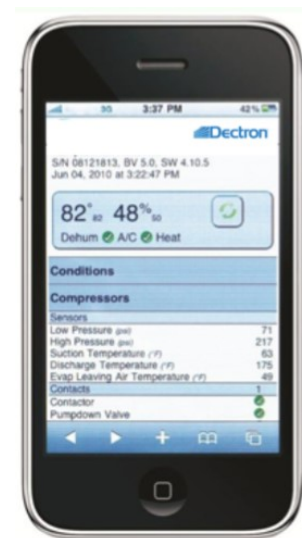 3G 3:37 PM 42%
Dectron
S/N 08121813, BV 5.0, SW 4.10.5
Jun 04, 2010 at 3:22:47 PM
82° 82 48% 50
Dehum A/C Heat
Conditions
Compressors
Sensors
Low Pressure (psi) 71
High Pressure (psi) 217
Suction Temperature (°F) 63
Discharge Temperature (°F) 175
Evap Leaving Air Temperature (°F) 49
Contacts 1
Contactor
Pumpdown Valve